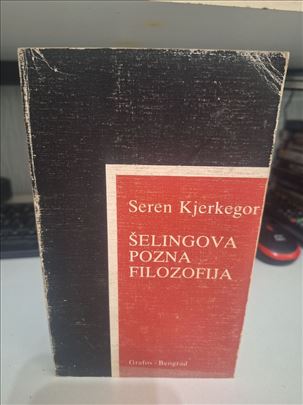 Seren Kjerkegor
ŠELINGOVA
POZNA
FILOZOFIJA
Grafos - Beograd